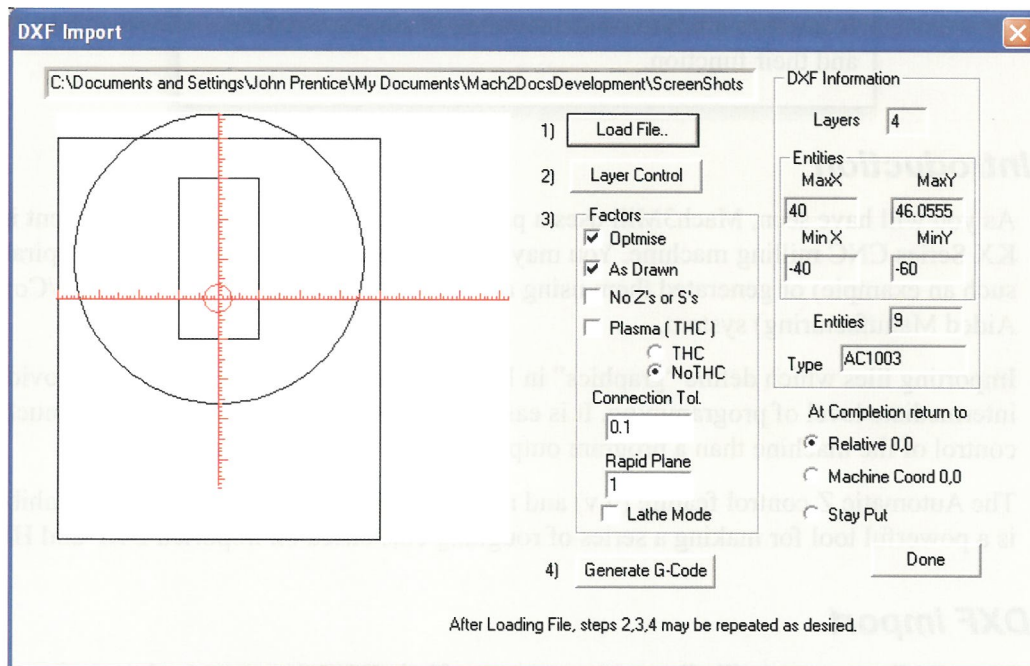 DXF Import
C:\Documents and Settings\John Prentice\My Documents\Mach2DocsDevelopment\ScreenShots
1) Load File..
2) Layer Control
3) Factors
Optmise
As Drawn
No Z's or S's
Plasma ( THC )
THC
NoTHC
Connection Tol.
0.1
Rapid Plane
1
Lathe Mode
4) Generate G-Code
DXF Information
Layers 4
Entities
MaxX MaxY
40 46.0555
Min X MinY
-40 -60
Entities 9
Type AC1003
At Completion return to
Relative 0,0
Machine Coord 0,0
Stay Put
Done
After Loading File, steps 2,3,4 may be repeated as desired.